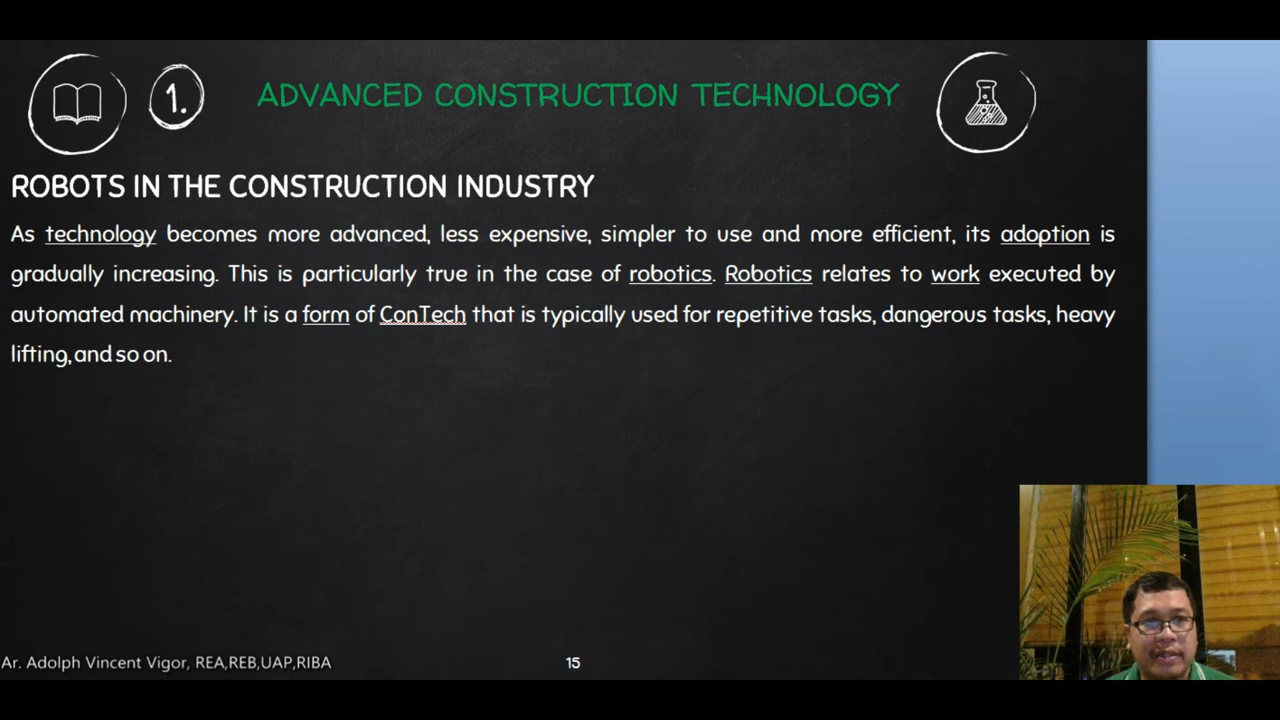 1.
ADVANCED CONSTRUCTION TECHNOLOGY
ROBOTS IN THE CONSTRUCTION INDUSTRY
As technology becomes more advanced, less expensive, simpler to use and more efficient, its adoption is
gradually increasing. This is particularly true in the case of robotics. Robotics relates to work executed by
automated machinery. It is a form of ConTech that is typically used for repetitive tasks, dangerous tasks, heavy
lifting, and so on.
Ar. Adolph Vincent Vigor, REA,REB,UAP,RIBA
15